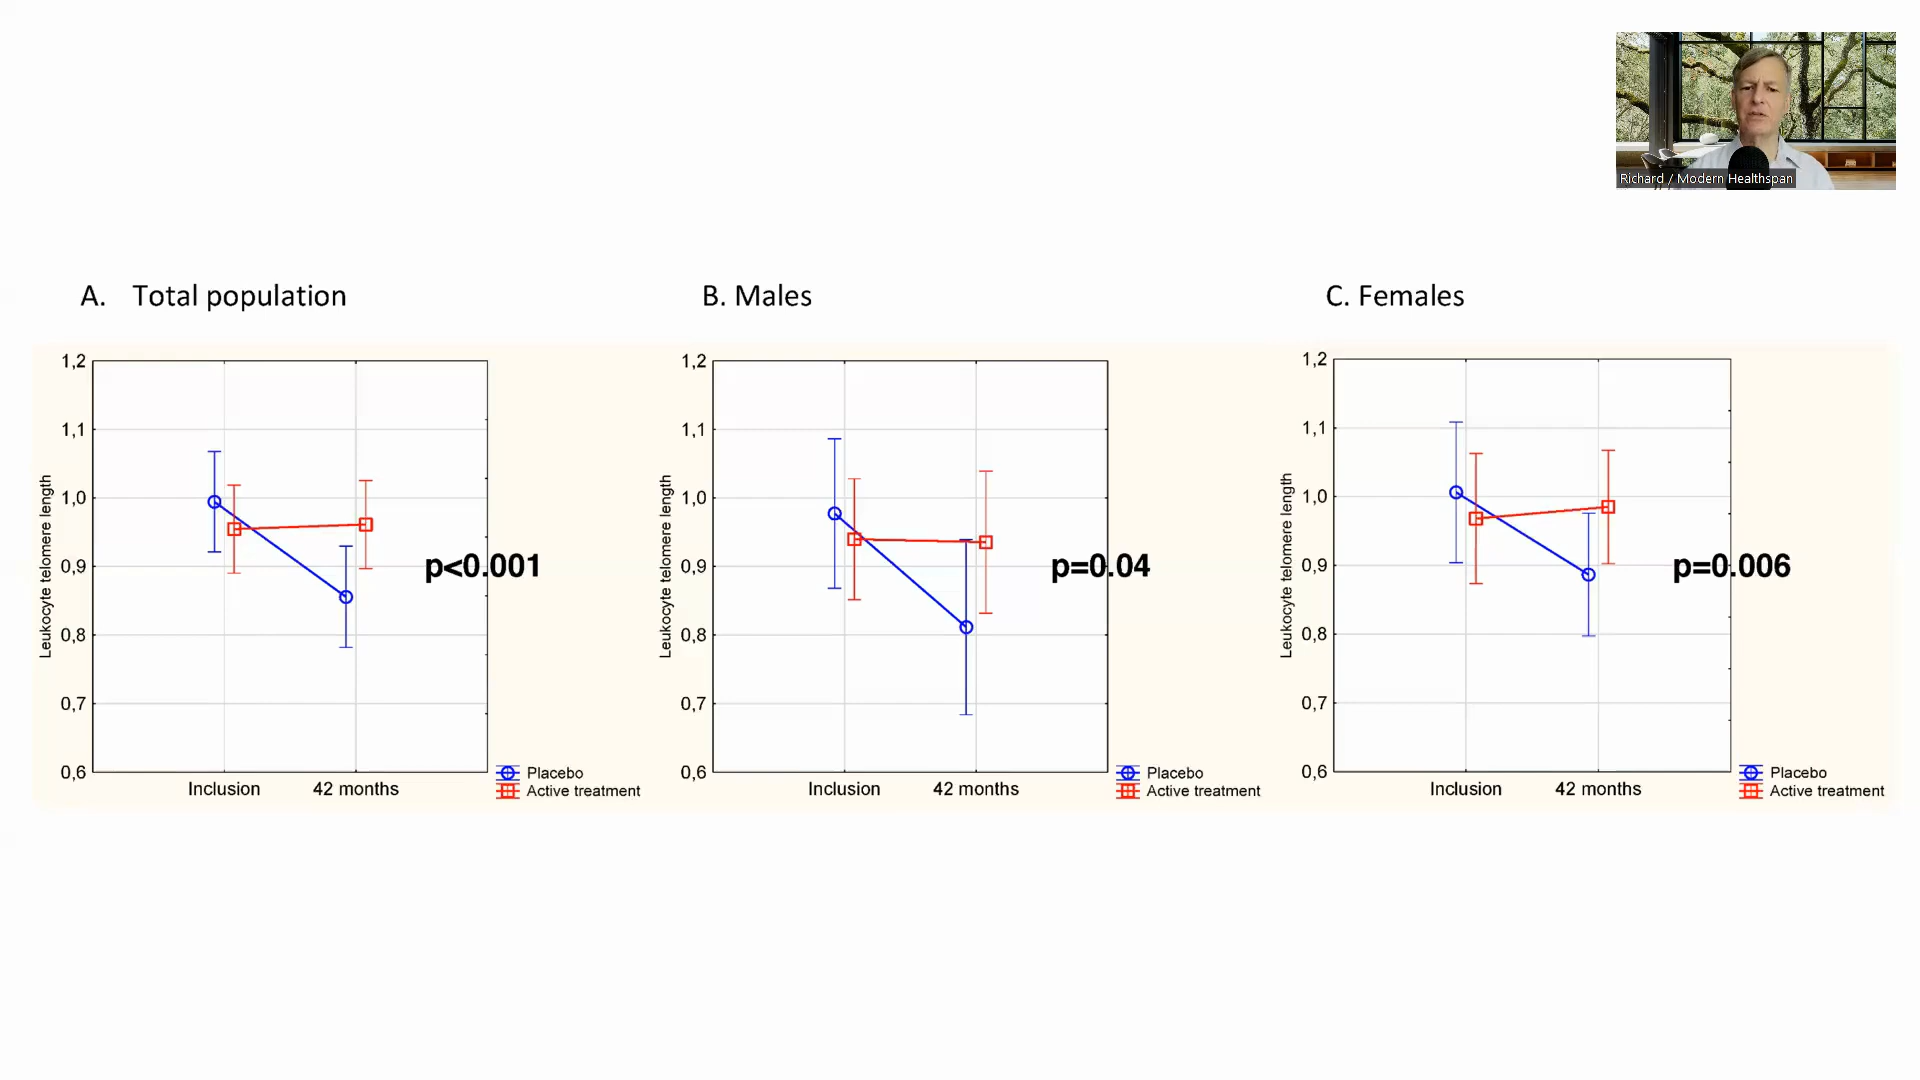 Richard / Modern Healthspan
A. Total population
B. Males
C. Females
1,2
1,1
1,0
0,9
0,8
0,7
0,6
Leukocyte telomere length
Inclusion
42 months
p<0.001
Placebo
Active treatment
1,2
1,1
1,0
0,9
0,8
0,7
0,6
Leukocyte telomere length
Inclusion
42 months
p=0.04
Placebo
Active treatment
1,2
1,1
1,0
0,9
0,8
0,7
0,6
Leukocyte telomere length
Inclusion
42 months
p=0.006
Placebo
Active treatment